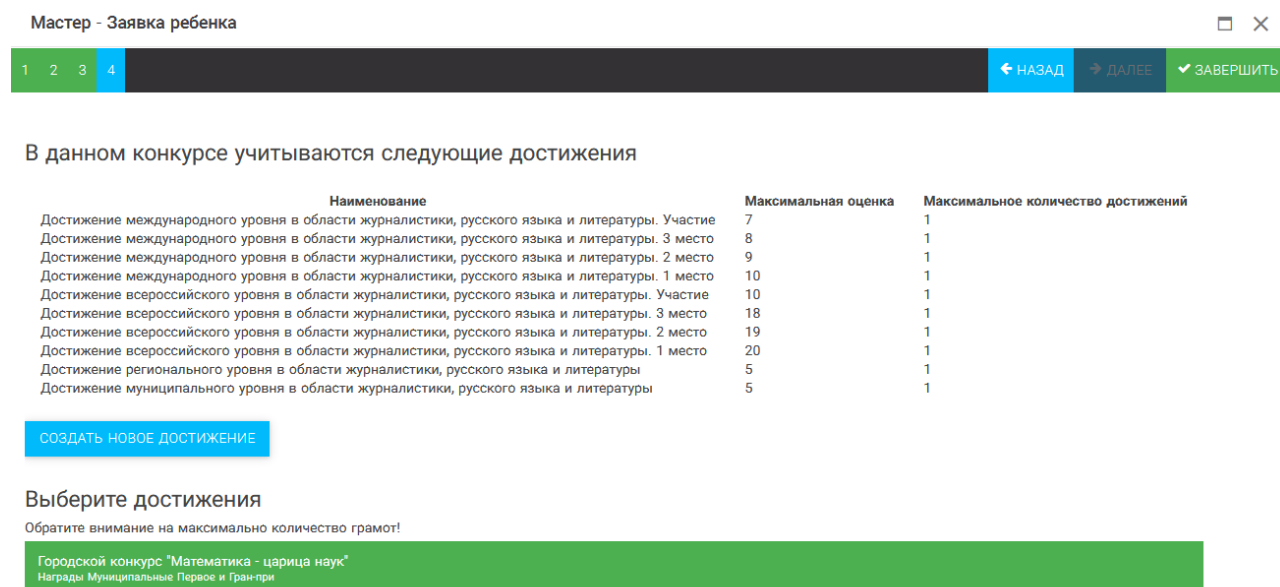 Мастер - Заявка ребенка
1 2 3 4 НАЗАД ДАЛЕЕ ЗАВЕРШИТЬ
В данном конкурсе учитываются следующие достижения
Наименование Максимальная оценка Максимальное количество достижений
Достижение международного уровня в области журналистики, русского языка и литературы. Участие 7 1
Достижение международного уровня в области журналистики, русского языка и литературы. 3 место 8 1
Достижение международного уровня в области журналистики, русского языка и литературы. 2 место 9 1
Достижение международного уровня в области журналистики, русского языка и литературы. 1 место 10 1
Достижение всероссийского уровня в области журналистики, русского языка и литературы. Участие 10 1
Достижение всероссийского уровня в области журналистики, русского языка и литературы. 3 место 18 1
Достижение всероссийского уровня в области журналистики, русского языка и литературы. 2 место 19 1
Достижение всероссийского уровня в области журналистики, русского языка и литературы. 1 место 20 1
Достижение регионального уровня в области журналистики, русского языка и литературы 5 1
Достижение муниципального уровня в области журналистики, русского языка и литературы 5 1
СОЗДАТЬ НОВОЕ ДОСТИЖЕНИЕ
Выберите достижения
Обратите внимание на максимально количество грамот!
Городской конкурс "Математика - царица наук"
Награды Муниципальные Первое и Гран-при